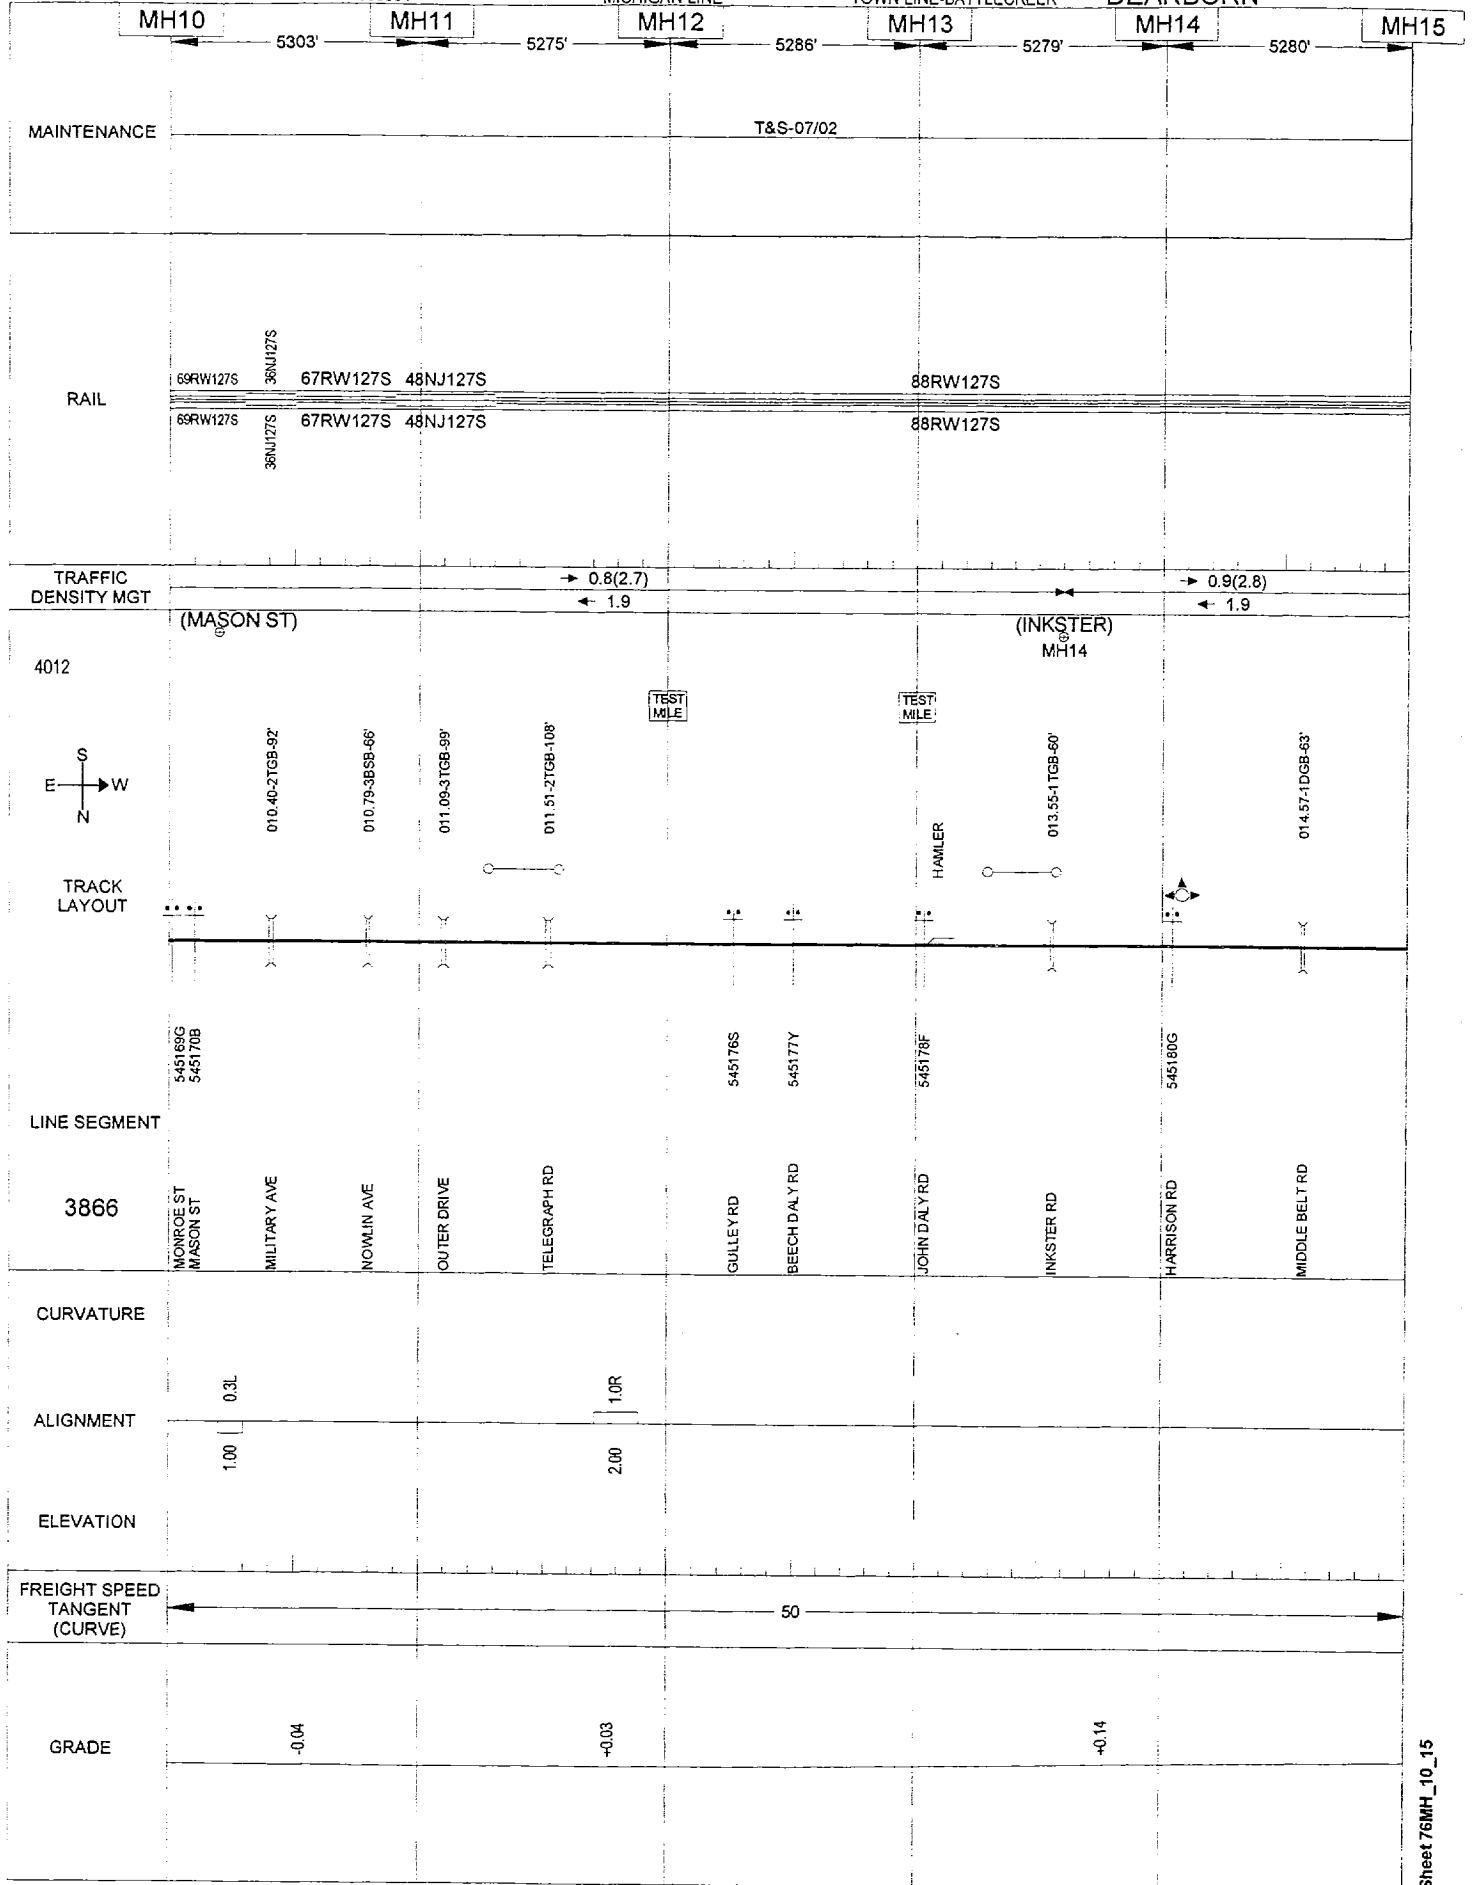 MICHIGAN LINE
TOWN LINE-BATTLECREEK
DEARBORN
MH10
MH11
MH12
MH13
MH14
MH15
5303'
5275'
5286'
5279'
5280'
MAINTENANCE
T&S-07/02
RAIL
69RW127S
36NJ127S
67RW127S
48NJ127S
88RW127S
69RW127S
36NJ127S
67RW127S
48NJ127S
88RW127S
TRAFFIC
DENSITY MGT
→ 0.8(2.7)
← 1.9
→ 0.9(2.8)
← 1.9
(MASON ST)
(INKSTER)
MH14
4012
TEST
MILE
TEST
MILE
S
E
W
N
010.40-2TGB-92'
010.79-3BSB-66'
011.09-3TGB-99'
011.51-2TGB-108'
HAMLER
013.55-1TGB-60'
014.57-1DGB-63'
TRACK
LAYOUT
545169G
545170B
545176S
545177Y
545178F
545180G
LINE SEGMENT
3866
MONROE ST
MASON ST
MILITARY AVE
NOWLIN AVE
OUTER DRIVE
TELEGRAPH RD
GULLEY RD
BEECH DALY RD
JOHN DALY RD
INKSTER RD
HARRISON RD
MIDDLE BELT RD
CURVATURE
0.3L
1.0R
ALIGNMENT
1.00
2.00
ELEVATION
FREIGHT SPEED
TANGENT
(CURVE)
50
GRADE
-0.04
+0.03
+0.14
Sheet 76MH_10_15